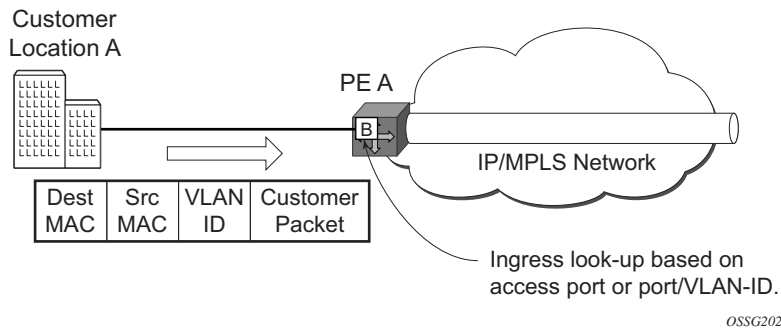 Customer
Location A
PE A
B
IP/MPLS Network
Dest MAC
Src MAC
VLAN ID
Customer Packet
Ingress look-up based on
access port or port/VLAN-ID.
OSSG202